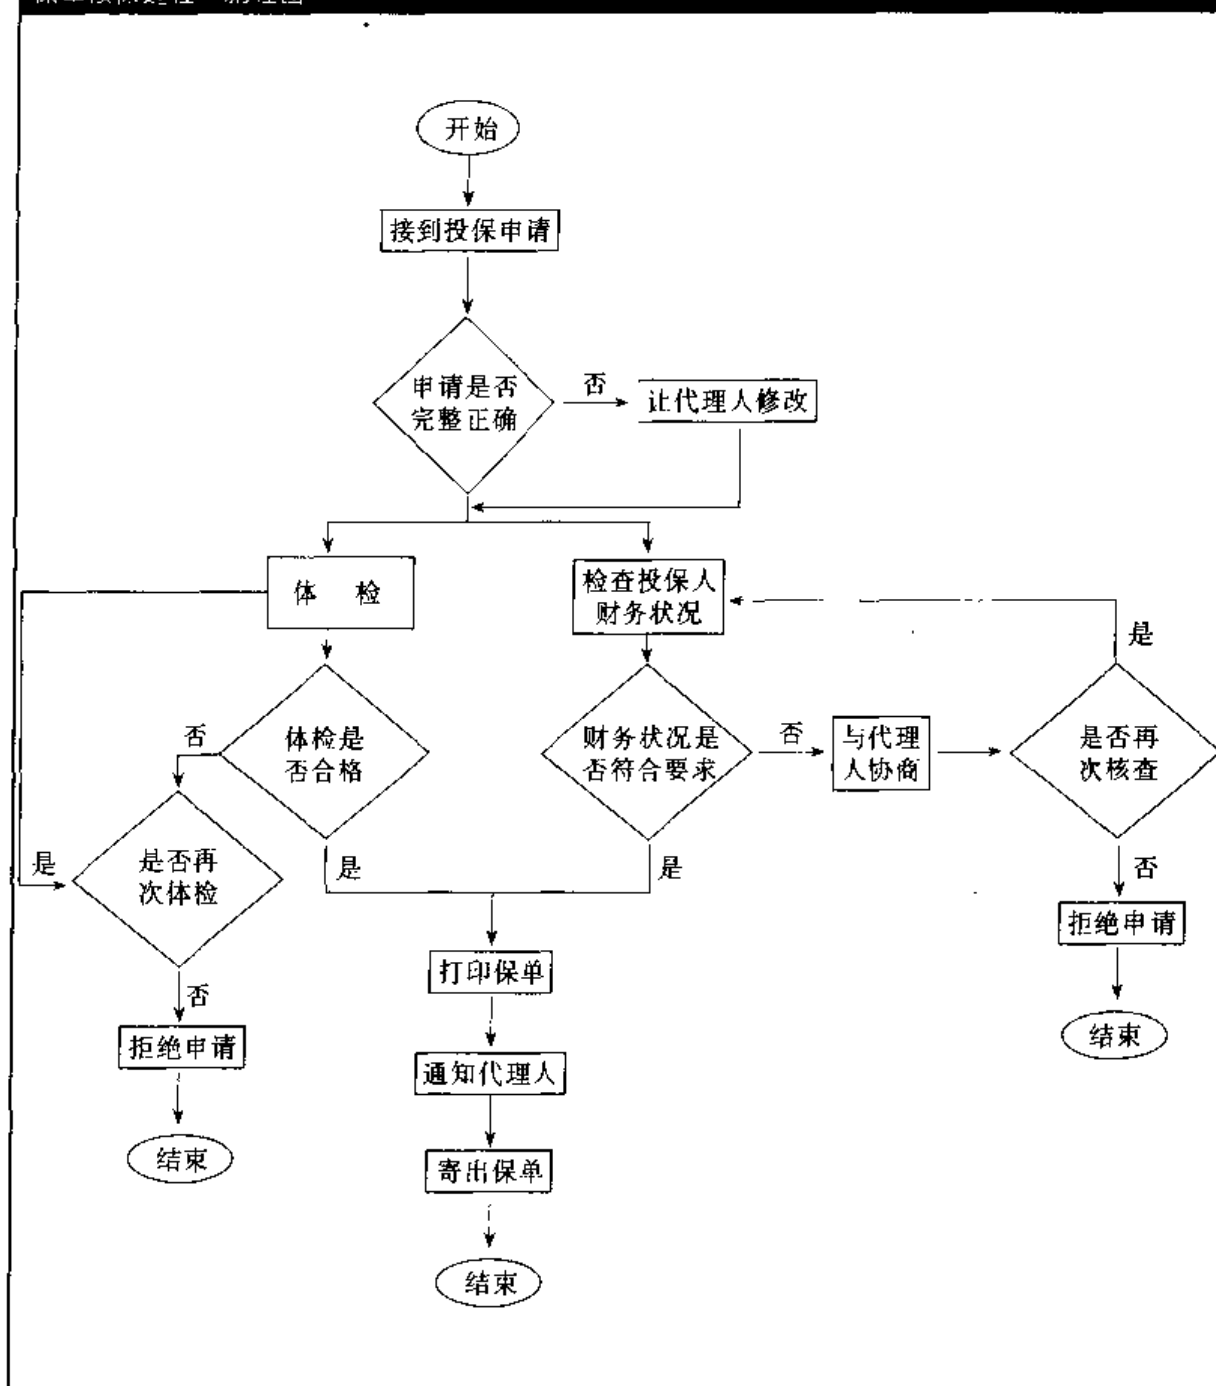 开始
接到投保申请
申请是否
完整正确
否
让代理人修改
体 检
检查投保人
财务状况
是
体检是
否合格
否
财务状况是
否符合要求
否
与代理
人协商
是否再
次核查
是
是否再
次体检
是
是
否
拒绝申请
打印保单
否
拒绝申请
结束
通知代理人
结束
寄出保单
结束